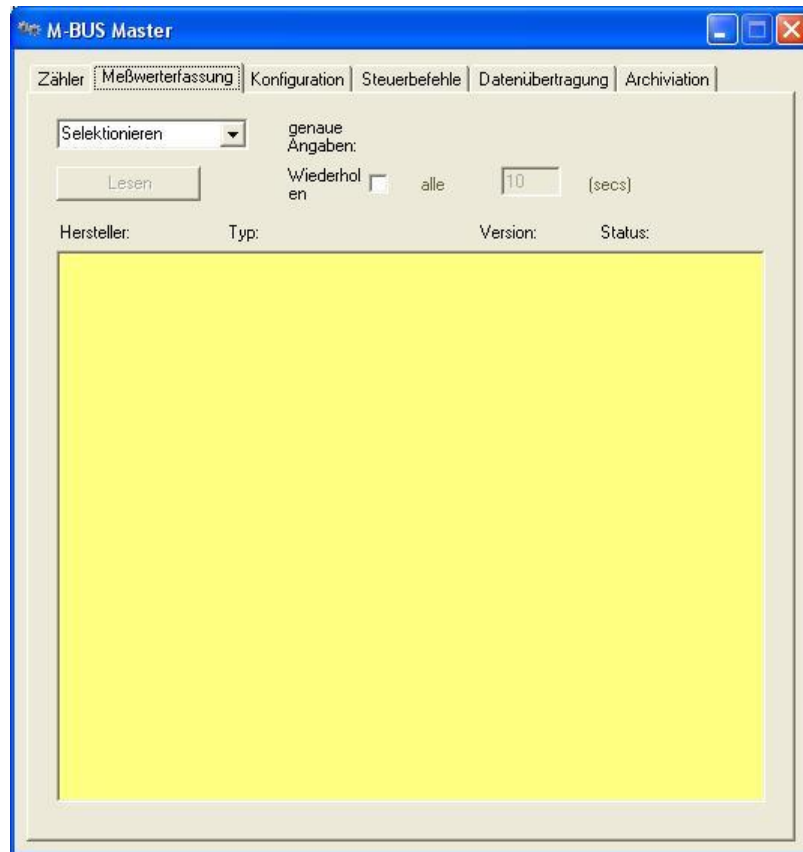 M-BUS Master
Zähler Meßwerterfassung Konfiguration Steuerbefehle Datenübertragung Archiviation
Selektionieren genaue
Angaben:
Lesen Wiederhol
en alle 10 (secs)
Hersteller: Typ: Version: Status: